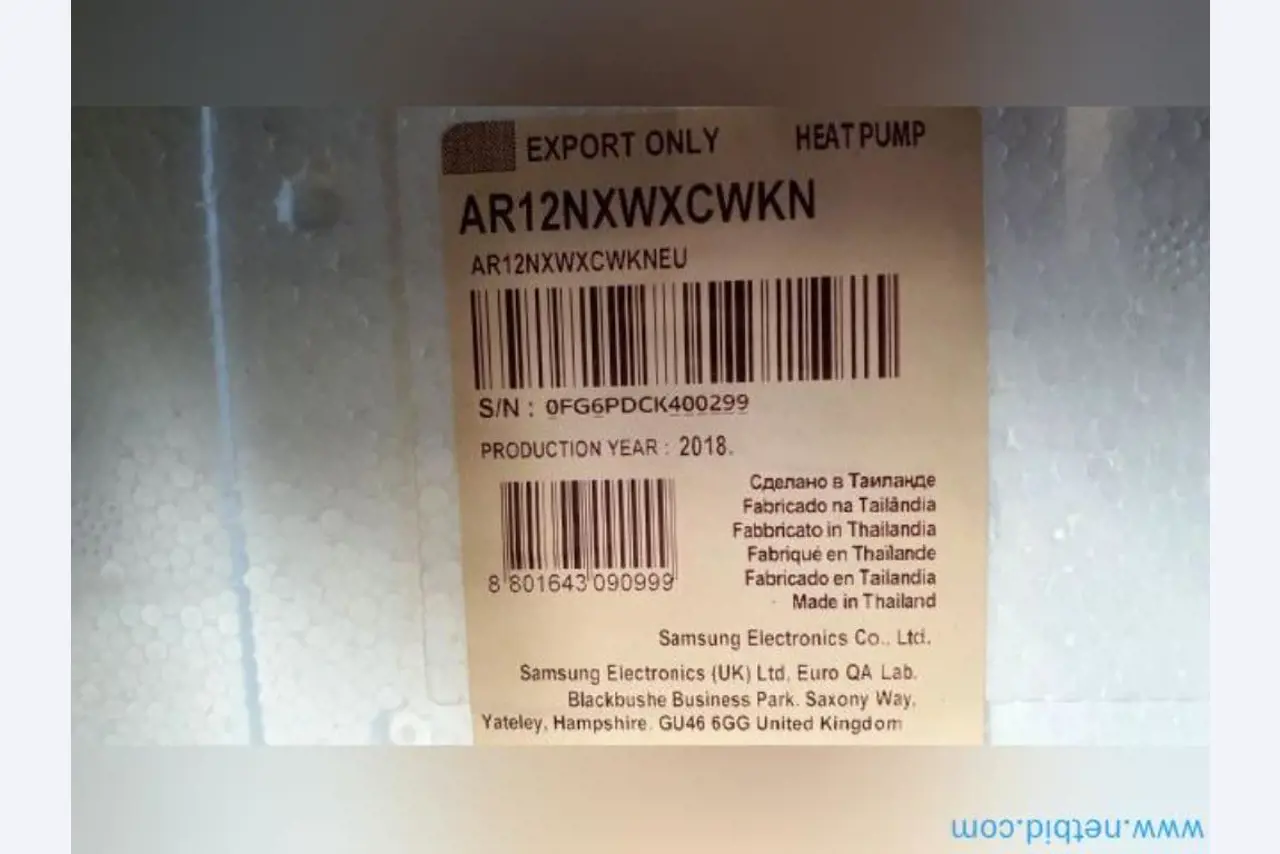 EXPORT ONLY HEAT PUMP
AR12NXWXCWKN
AR12NXWXCWKNEU
S/N : 0FG6PDCK400299
PRODUCTION YEAR : 2018.
Сделано в Таиланде
Fabricado na Tailândia
Fabbricato in Thailandia
Fabriqué en Thaïlande
Fabricado en Tailandia
Made in Thailand
8 801643 090999
Samsung Electronics Co., Ltd.
Samsung Electronics (UK) Ltd, Euro QA Lab.
Blackbushe Business Park. Saxony Way,
Yateley, Hampshire. GU46 6GG United Kingdom
www.netbid.com